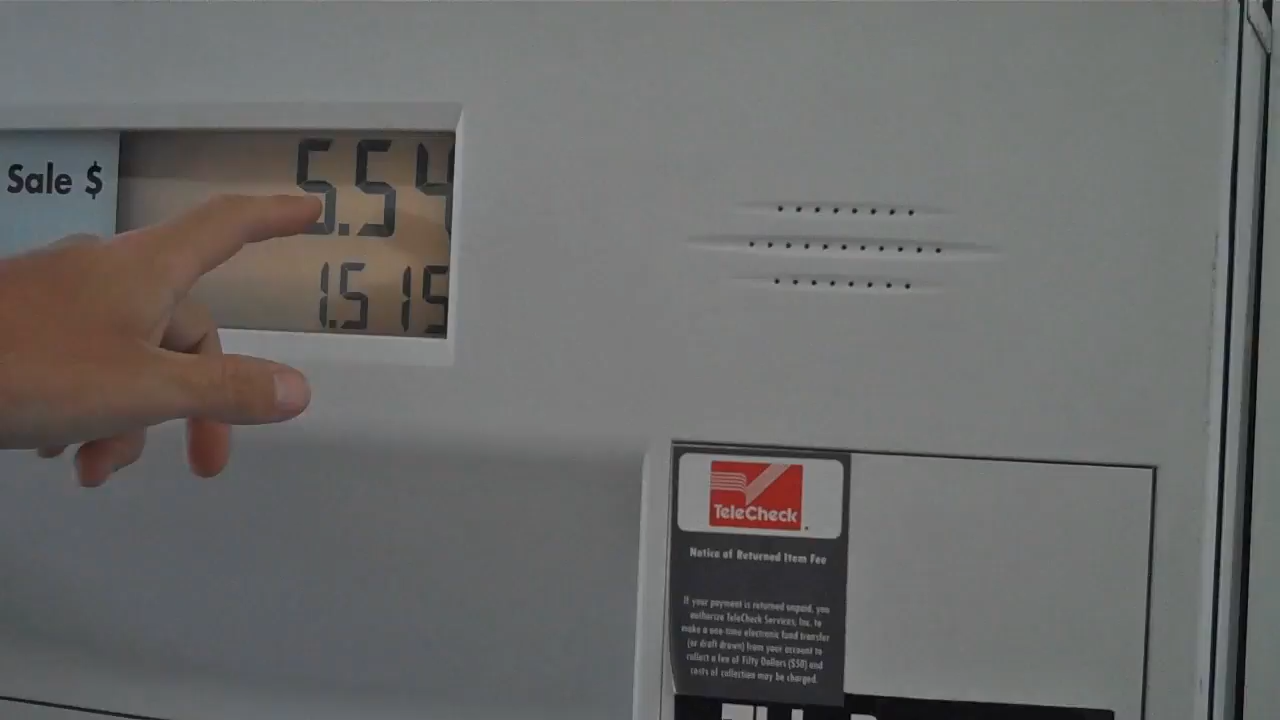 Sale $
5.54
1.515
TeleCheck
Notice of Returned Item Fee
If your payment is returned unpaid, you
authorize TeleCheck Services, Inc. to
make a one-time electronic fund transfer
(or draft drawn) from your account to
collect a fee of Fifty Dollars ($50) and
costs of collection may be charged.